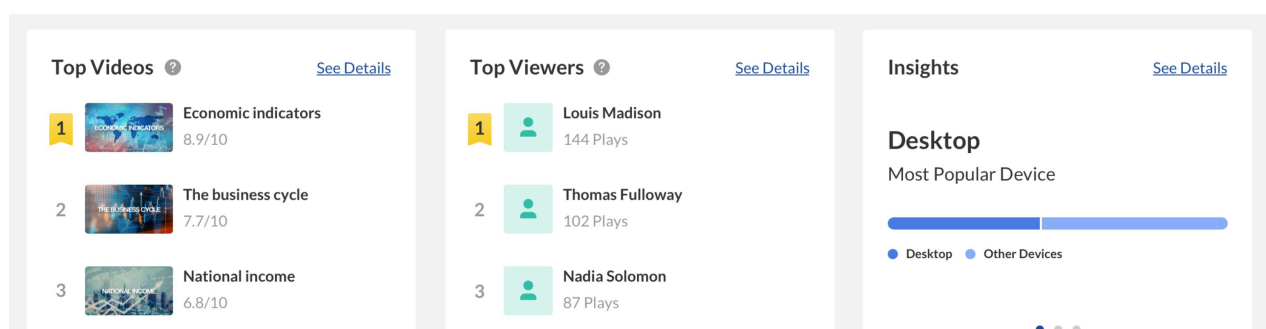 Top Videos ?
See Details
1
ECONOMIC INDICATORS
Economic indicators
8.9/10
2
THE BUSINESS CYCLE
The business cycle
7.7/10
3
NATIONAL INCOME
National income
6.8/10
Top Viewers ?
See Details
1
Louis Madison
144 Plays
2
Thomas Fulloway
102 Plays
3
Nadia Solomon
87 Plays
Insights
See Details
Desktop
Most Popular Device
Desktop
Other Devices